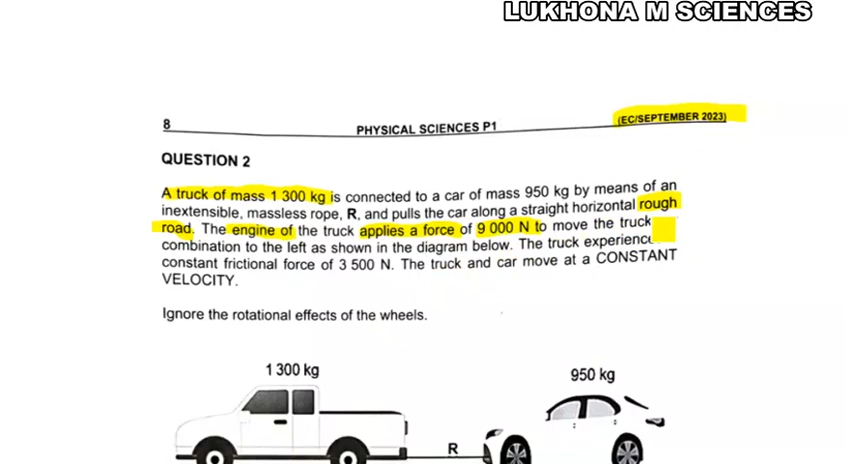 LUKHONA M SCIENCES
8 PHYSICAL SCIENCES P1 (EC/SEPTEMBER 2023)
QUESTION 2
A truck of mass 1 300 kg is connected to a car of mass 950 kg by means of an
inextensible, massless rope, R, and pulls the car along a straight horizontal rough
road. The engine of the truck applies a force of 9 000 N to move the truck
combination to the left as shown in the diagram below. The truck
constant frictional force of 3 500 N. The truck and car move at a CONSTANT
VELOCITY.
Ignore the rotational effects of the wheels.
1 300 kg
950 kg
R